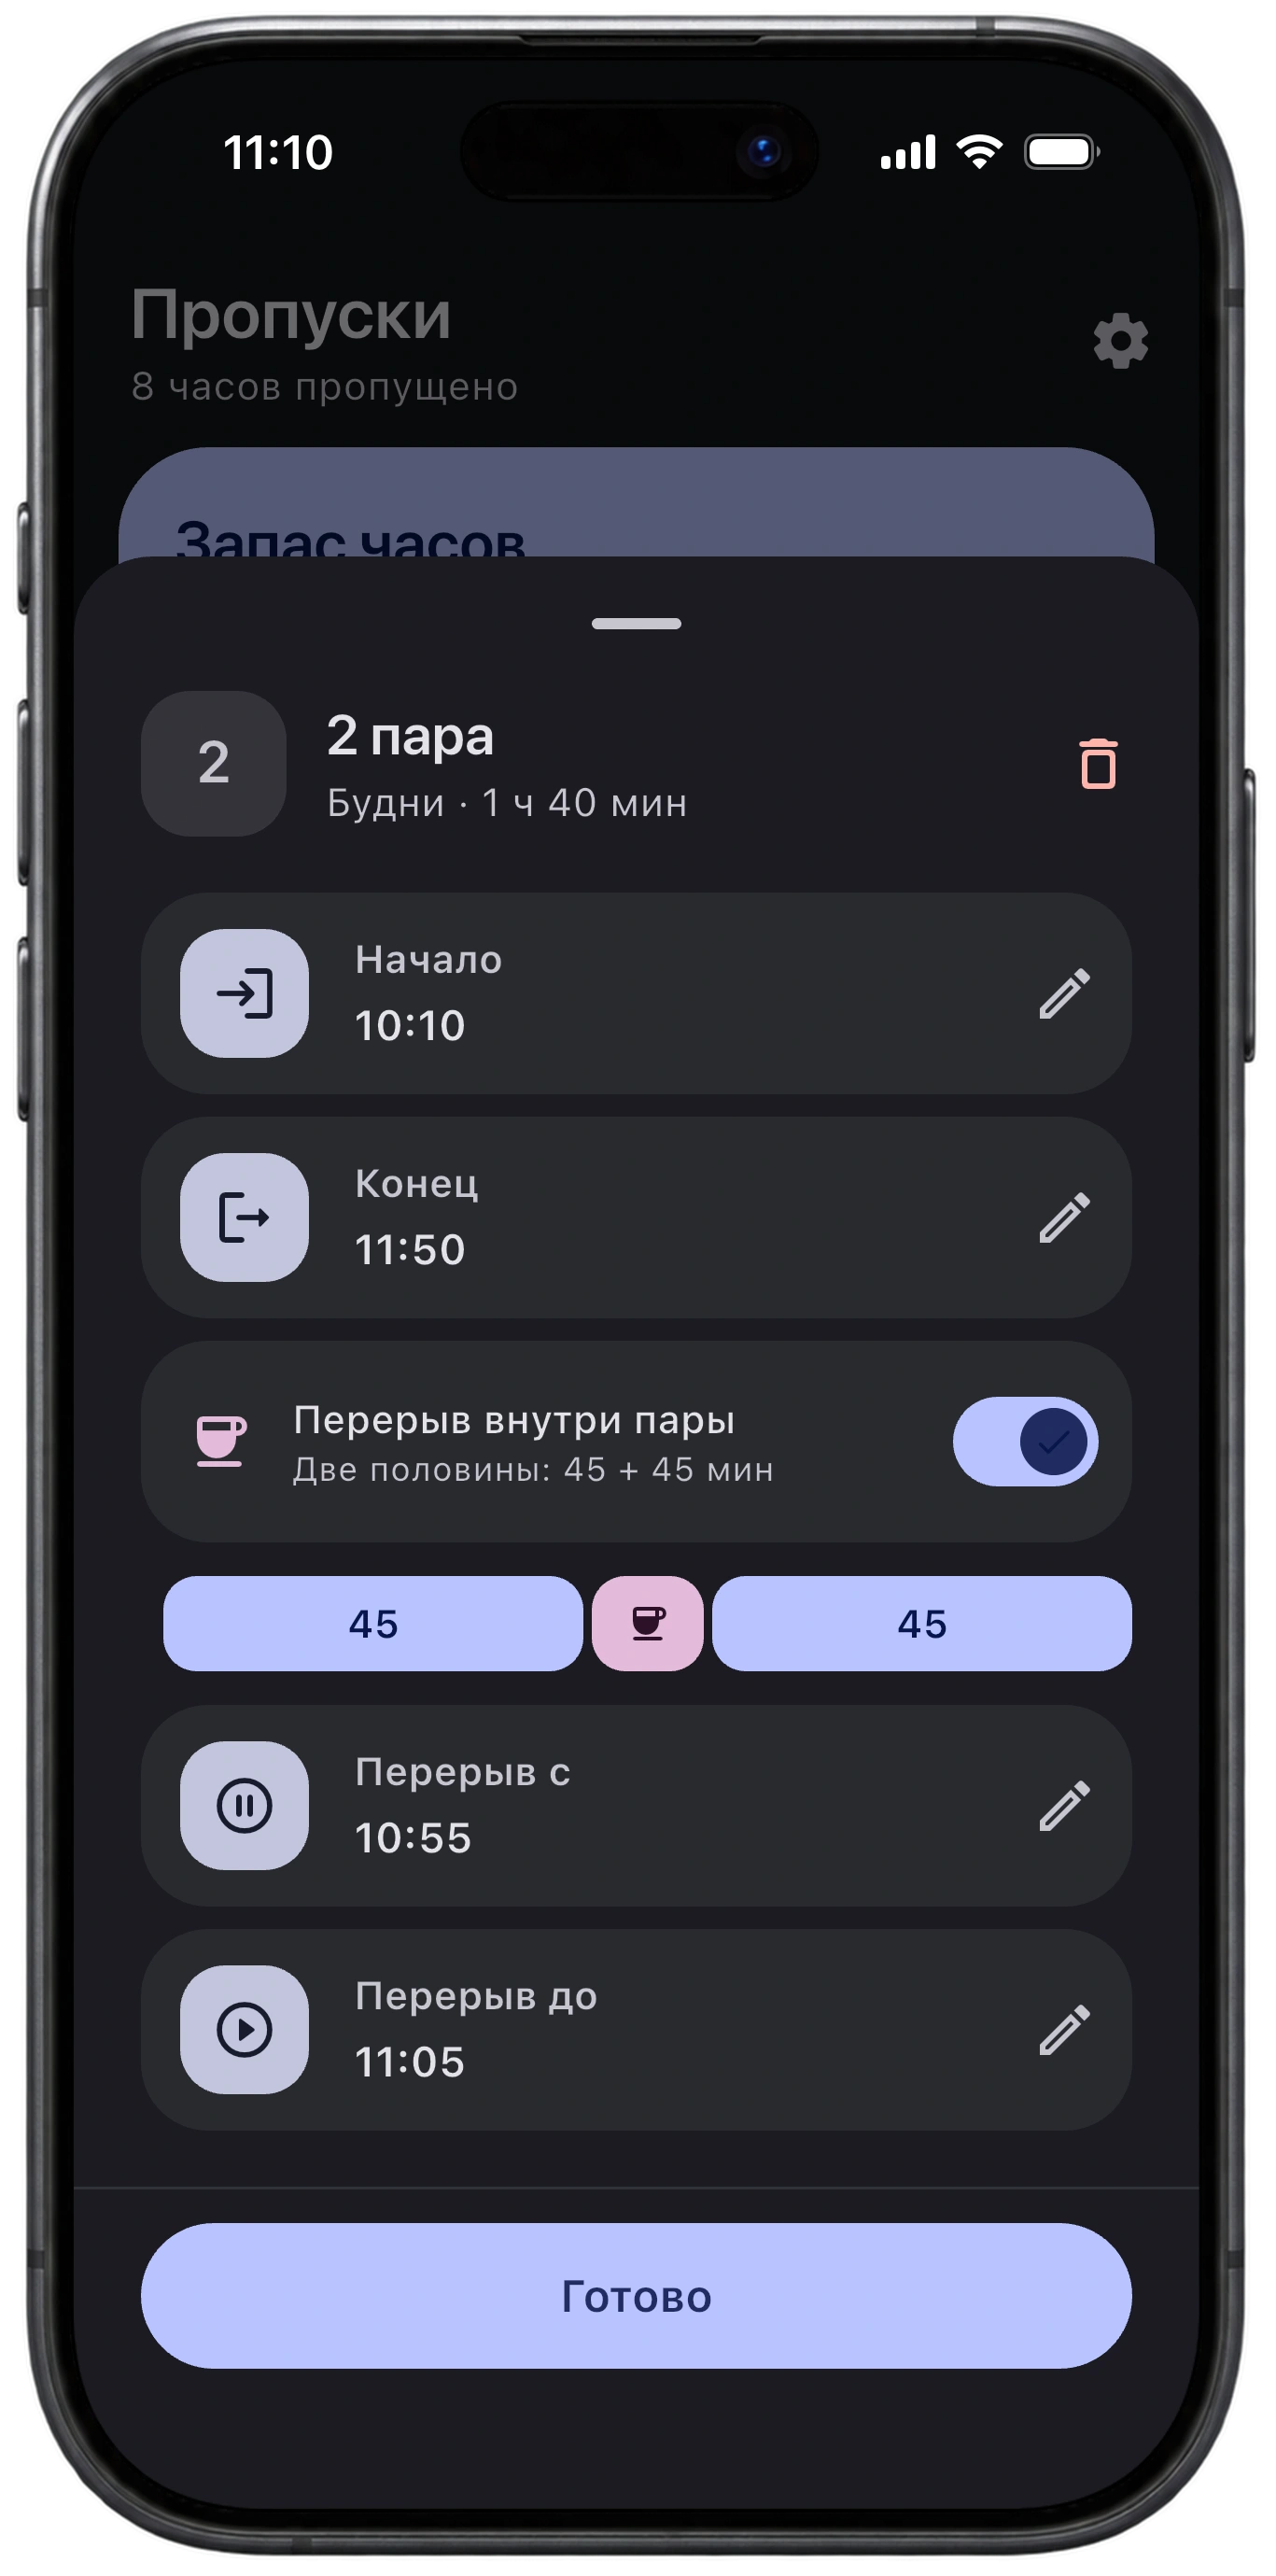 11:10
Пропуски
8 часов пропущено
Запас часов
2
2 пара
Будни · 1 ч 40 мин
Начало
10:10
Конец
11:50
Перерыв внутри пары
Две половины: 45 + 45 мин
45
45
Перерыв с
10:55
Перерыв до
11:05
Готово